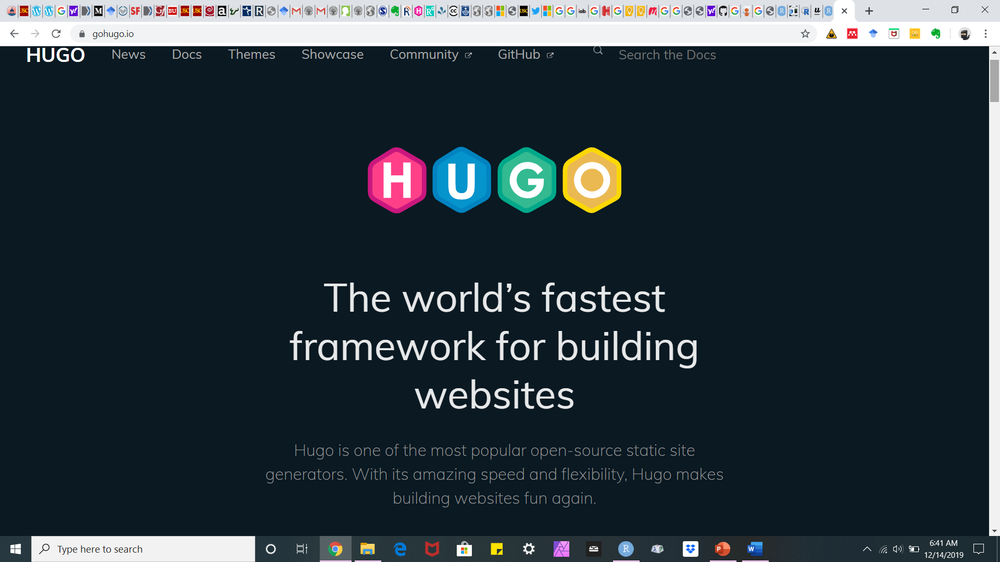 gohugo.io
HUGO News Docs Themes Showcase Community GitHub Search the Docs
HUGO
The world’s fastest
framework for building
websites
Hugo is one of the most popular open-source static site
generators. With its amazing speed and flexibility, Hugo makes
building websites fun again.
Type here to search
6:41 AM
12/14/2019